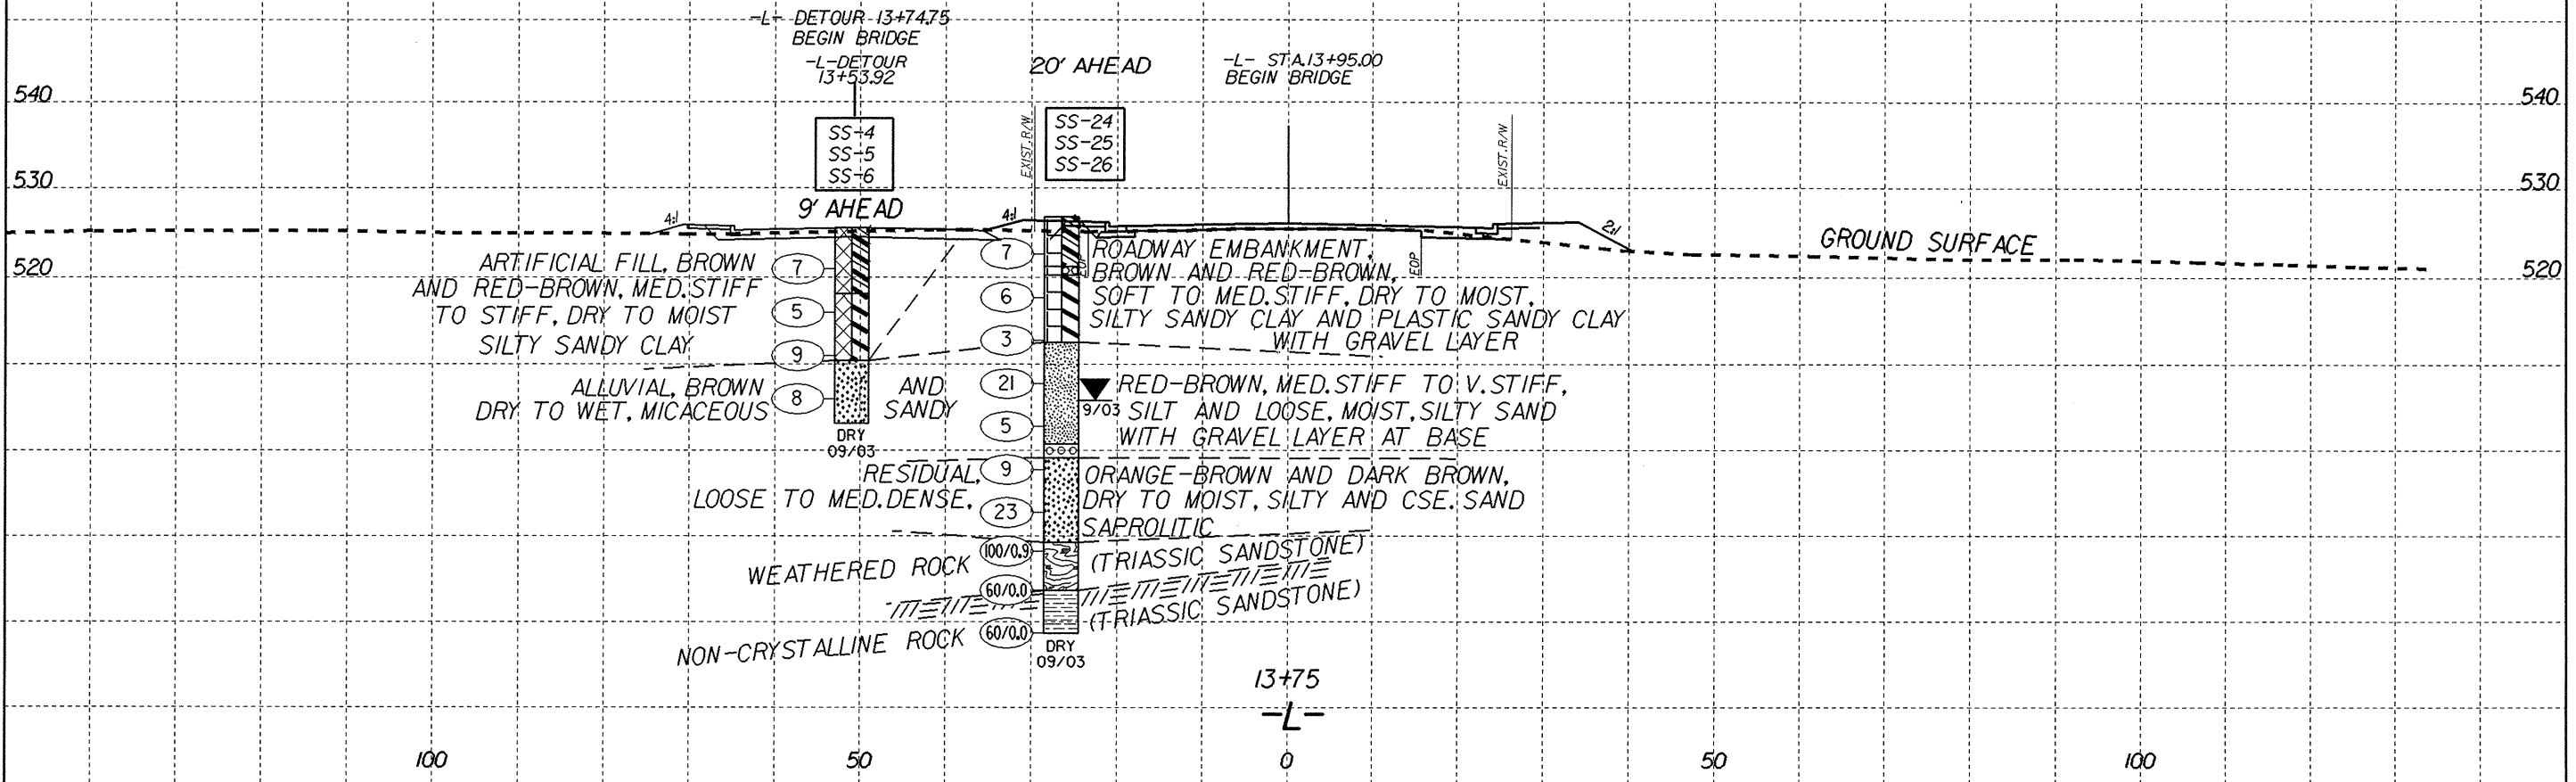 -L- DETOUR 13+74.75
BEGIN BRIDGE
-L-DETOUR
13+53.92
20' AHEAD
-L- STA.13+95.00
BEGIN BRIDGE
540
540
SS-4
SS-5
SS-6
EXIST.R/W
SS-24
SS-25
SS-26
EXIST.R/W
530
530
9' AHEAD
4:1
4:1
2:1
GROUND SURFACE
520
520
ARTIFICIAL FILL, BROWN
AND RED-BROWN, MED.STIFF
TO STIFF, DRY TO MOIST
SILTY SANDY CLAY
7
5
9
8
7
6
3
21
5
9
23
100/0.9
60/0.0
60/0.0
EOP
EOP
ROADWAY EMBANKMENT,
BROWN AND RED-BROWN,
SOFT TO MED.STIFF, DRY TO MOIST,
SILTY SANDY CLAY AND PLASTIC SANDY CLAY
WITH GRAVEL LAYER
ALLUVIAL, BROWN
DRY TO WET, MICACEOUS
AND
SANDY
9/03
RED-BROWN, MED.STIFF TO V.STIFF,
SILT AND LOOSE, MOIST, SILTY SAND
WITH GRAVEL LAYER AT BASE
DRY
09/03
RESIDUAL,
LOOSE TO MED.DENSE,
ORANGE-BROWN AND DARK BROWN,
DRY TO MOIST, SILTY AND CSE. SAND
SAPROLITIC
WEATHERED ROCK
(TRIASSIC SANDSTONE)
NON-CRYSTALLINE ROCK
(TRIASSIC SANDSTONE)
DRY
09/03
13+75
-L-
100
50
0
50
100